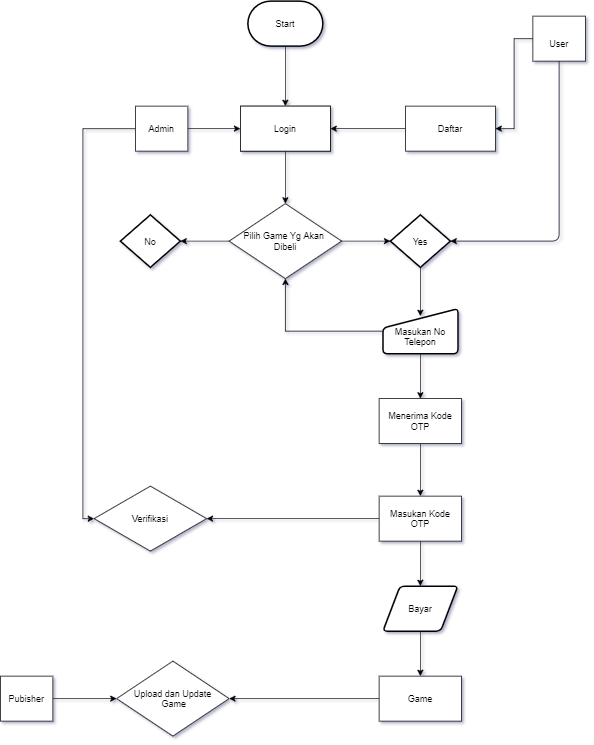 Start
User
Admin
Login
Daftar
Pilih Game Yg Akan
Dibeli
No
Yes
Masukan No
Telepon
Menerima Kode
OTP
Masukan Kode
OTP
Verifikasi
Bayar
Pubisher
Upload dan Update
Game
Game